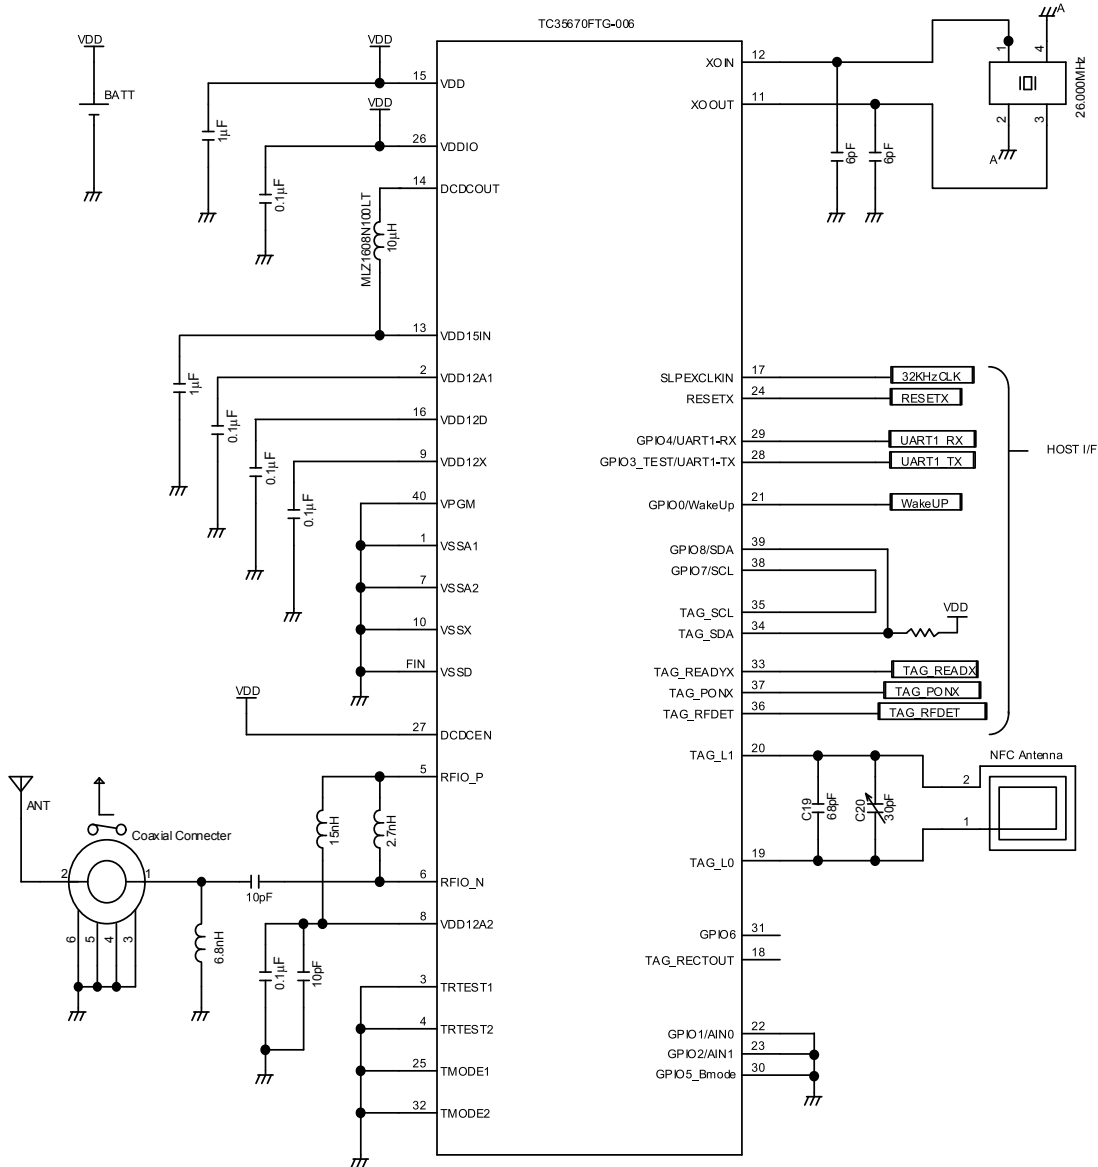 TC35670FTG-006
VDD
BATT
VDD
15 VDD
1µF
VDD
26 VDDIO
0.1µF
14 DCDCOUT
MLZ1608N100LT
10µH
13 VDD15IN
1µF
2 VDD12A1
0.1µF
16 VDD12D
0.1µF
9 VDD12X
0.1µF
40 VPGM
1 VSSA1
7 VSSA2
10 VSSX
FIN VSSD
VDD
27 DCDCEN
5 RFIO_P
15nH
2.7nH
ANT
Coaxial Connecter
2
1
6
5
4
3
6.8nH
10pF
6 RFIO_N
8 VDD12A2
0.1µF
10pF
3 TRTEST1
4 TRTEST2
25 TMODE1
32 TMODE2
XOIN 12
XOOUT 11
6pF
6pF
1
4
2
3
A
A
26.000MHz
SLPEXCLKIN 17 32KHzCLK
RESETX 24 RESETX
GPIO4/UART1-RX 29 UART1_RX
GPIO3_TEST/UART1-TX 28 UART1_TX
HOST I/F
GPIO0/WakeUp 21 WakeUP
GPIO8/SDA 39
GPIO7/SCL 38
TAG_SCL 35
TAG_SDA 34
VDD
TAG_READYX 33 TAG_READX
TAG_PONX 37 TAG_PONX
TAG_RFDET 36 TAG_RFDET
TAG_L1 20
C19
68pF
C20
30pF
NFC Antenna
2
1
TAG_L0 19
GPIO6 31
TAG_RECTOUT 18
GPIO1/AIN0 22
GPIO2/AIN1 23
GPIO5_Bmode 30